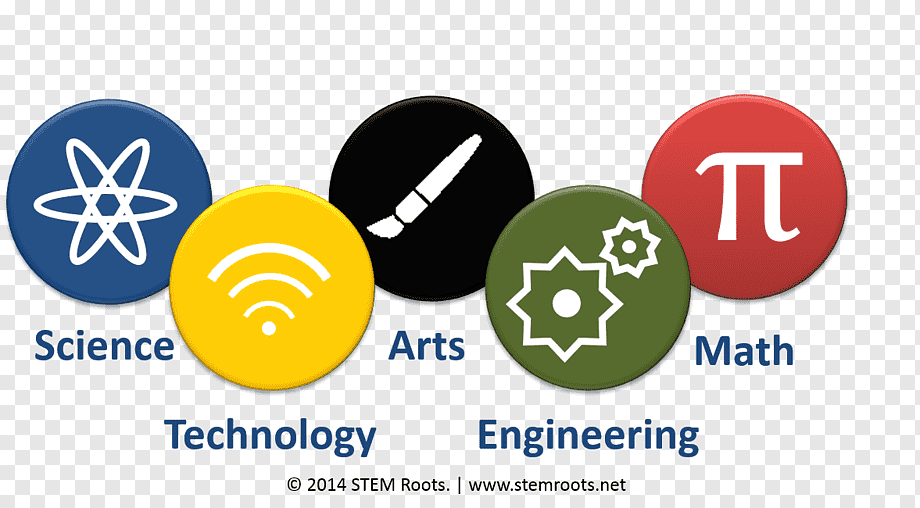 π
Science
Arts
Math
Technology
Engineering
© 2014 STEM Roots. | www.stemroots.net